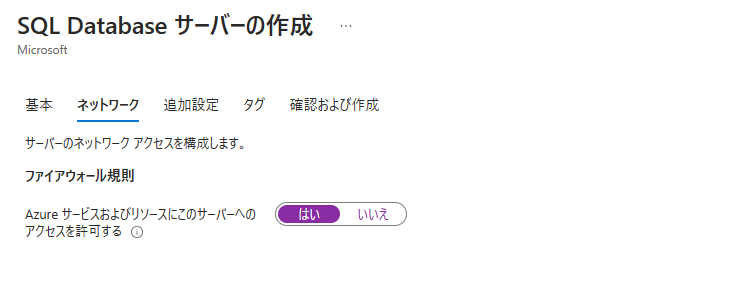 SQL Database サーバーの作成 …
Microsoft
基本 ネットワーク 追加設定 タグ 確認および作成
サーバーのネットワーク アクセスを構成します。
ファイアウォール規則
Azure サービスおよびリソースにこのサーバーへの
アクセスを許可する
はい いいえ